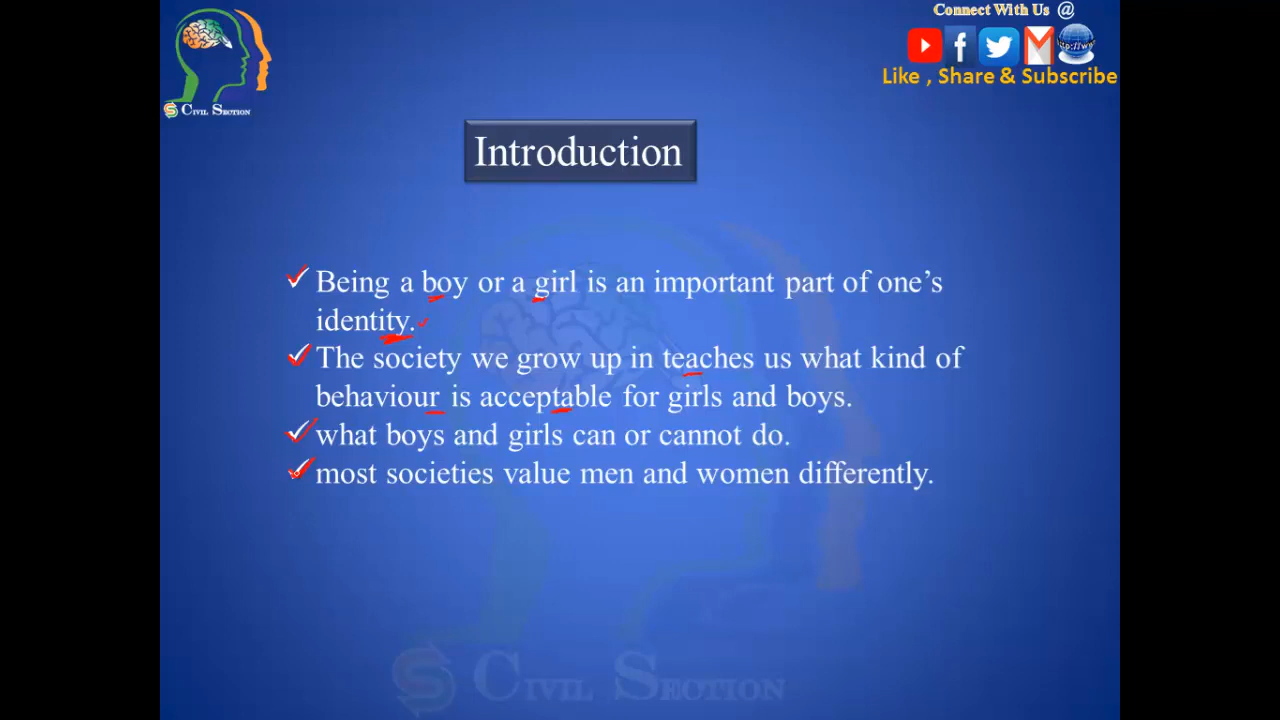 Connect With Us @
http://ww
Like , Share & Subscribe
S Civil Section
Introduction
Being a boy or a girl is an important part of one's
identity.
The society we grow up in teaches us what kind of
behaviour is acceptable for girls and boys.
what boys and girls can or cannot do.
most societies value men and women differently.
S Civil Section